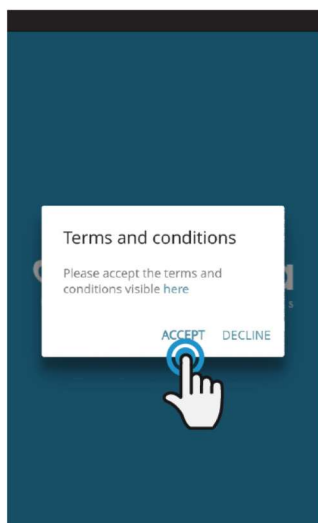 Terms and conditions
Please accept the terms and
conditions visible here
ACCEPT DECLINE